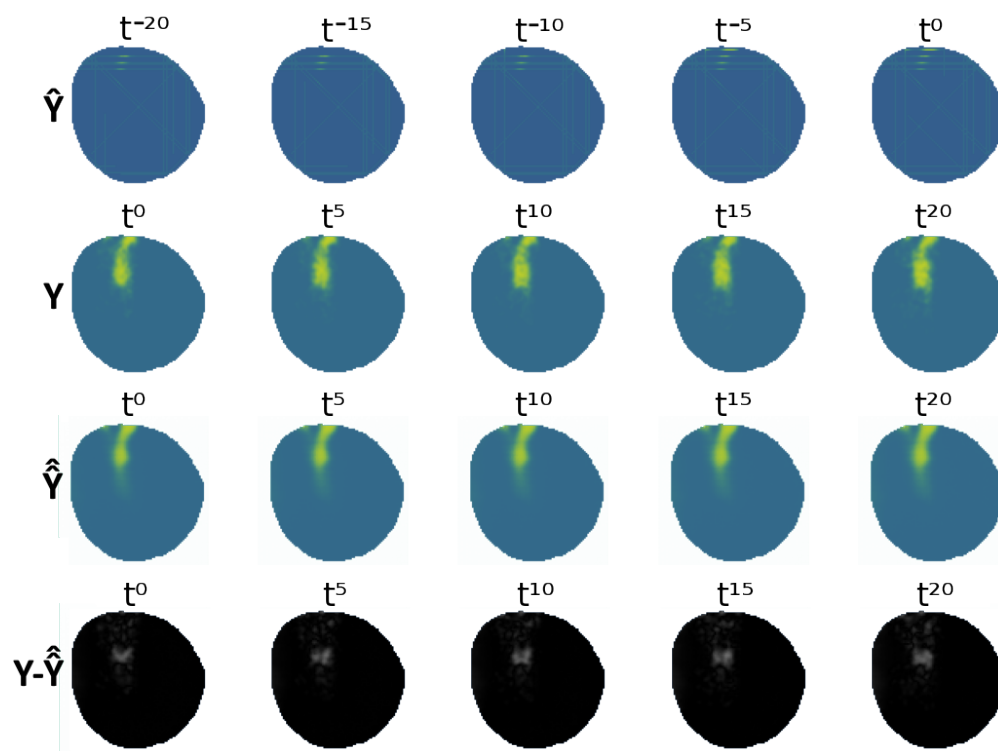 t⁻²⁰ t⁻¹⁵ t⁻¹⁰ t⁻⁵ t⁰
Ŷ
t⁰ t⁵ t¹⁰ t¹⁵ t²⁰
Y
t⁰ t⁵ t¹⁰ t¹⁵ t²⁰
Ŷ̂
t⁰ t⁵ t¹⁰ t¹⁵ t²⁰
Y-Ŷ̂